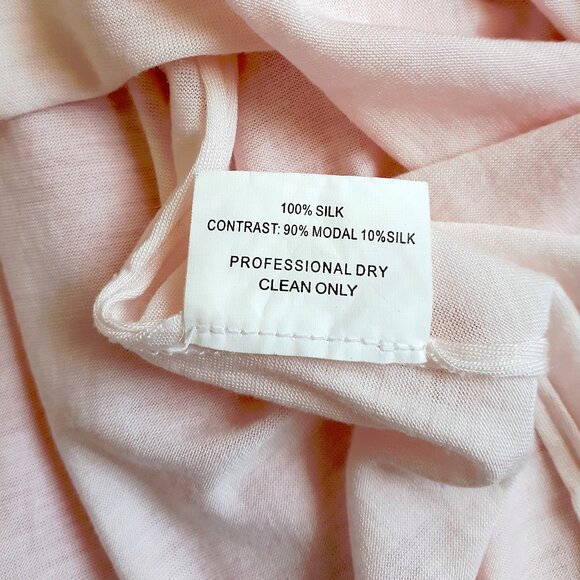 100% SILK
CONTRAST: 90% MODAL 10%SILK
PROFESSIONAL DRY
CLEAN ONLY